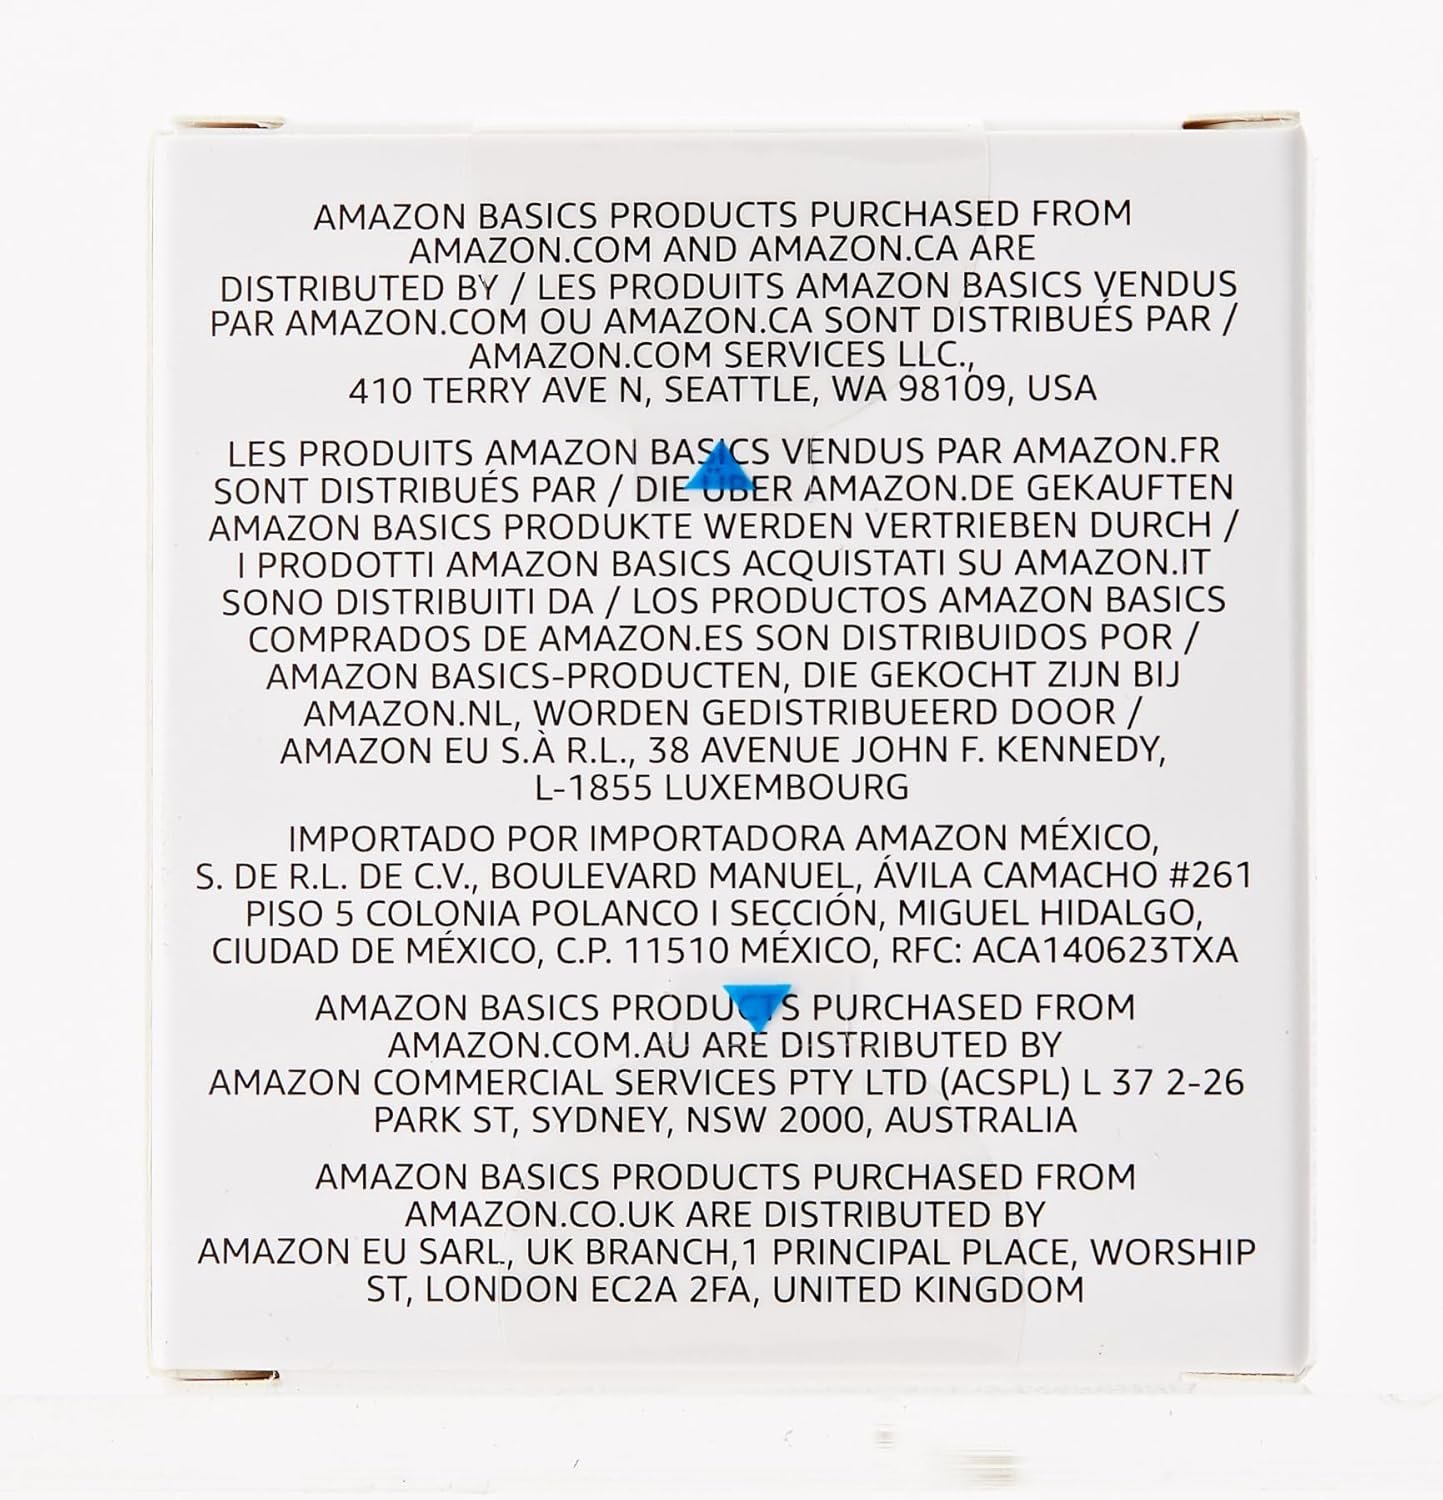 AMAZON BASICS PRODUCTS PURCHASED FROM
AMAZON.COM AND AMAZON.CA ARE
DISTRIBUTED BY / LES PRODUITS AMAZON BASICS VENDUS
PAR AMAZON.COM OU AMAZON.CA SONT DISTRIBUÉS PAR /
AMAZON.COM SERVICES LLC.,
410 TERRY AVE N, SEATTLE, WA 98109, USA
LES PRODUITS AMAZON BASICS VENDUS PAR AMAZON.FR
SONT DISTRIBUÉS PAR / DIE ÜBER AMAZON.DE GEKAUFTEN
AMAZON BASICS PRODUKTE WERDEN VERTRIEBEN DURCH /
I PRODOTTI AMAZON BASICS ACQUISTATI SU AMAZON.IT
SONO DISTRIBUITI DA / LOS PRODUCTOS AMAZON BASICS
COMPRADOS DE AMAZON.ES SON DISTRIBUIDOS POR /
AMAZON BASICS-PRODUCTEN, DIE GEKOCHT ZIJN BIJ
AMAZON.NL, WORDEN GEDISTRIBUEERD DOOR /
AMAZON EU S.À R.L., 38 AVENUE JOHN F. KENNEDY,
L-1855 LUXEMBOURG
IMPORTADO POR IMPORTADORA AMAZON MÉXICO,
S. DE R.L. DE C.V., BOULEVARD MANUEL, ÁVILA CAMACHO #261
PISO 5 COLONIA POLANCO I SECCIÓN, MIGUEL HIDALGO,
CIUDAD DE MÉXICO, C.P. 11510 MÉXICO, RFC: ACA140623TXA
AMAZON BASICS PRODUCTS PURCHASED FROM
AMAZON.COM.AU ARE DISTRIBUTED BY
AMAZON COMMERCIAL SERVICES PTY LTD (ACSPL) L 37 2-26
PARK ST, SYDNEY, NSW 2000, AUSTRALIA
AMAZON BASICS PRODUCTS PURCHASED FROM
AMAZON.CO.UK ARE DISTRIBUTED BY
AMAZON EU SARL, UK BRANCH,1 PRINCIPAL PLACE, WORSHIP
ST, LONDON EC2A 2FA, UNITED KINGDOM